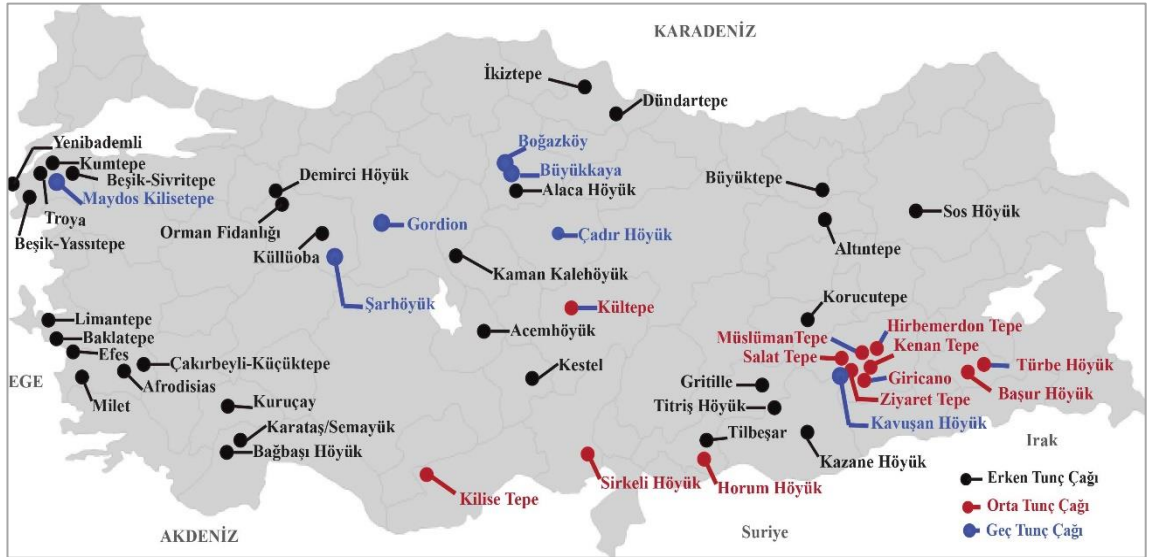 KARADENİZ
İkiztepe
Dündartepe
Yenibademli
Kumtepe
Beşik-Sivritepe
Maydos Kilisetepe
Troya
Beşik-Yassıtepe
Demirci Höyük
Orman Fidanlığı
Küllüoba
Şarhöyük
Gordion
Boğazköy
Büyükkaya
Alaca Höyük
Çadır Höyük
Kaman Kalehöyük
Büyüktepe
Sos Höyük
Altıntepe
Kültepe
Acemhöyük
Kestel
Korucutepe
MüslümanTepe
Hirbemerdon Tepe
Salat Tepe
Kenan Tepe
Türbe Höyük
Giricano
Başur Höyük
Ziyaret Tepe
Kavuşan Höyük
Gritille
Titriş Höyük
Tilbeşar
Kazane Höyük
Limantepe
Baklatepe
Efes
Çakırbeyli-Küçüktepe
EGE
Afrodisias
Milet
Kuruçay
Karataş/Semayük
Bağbaşı Höyük
Kilise Tepe
Sirkeli Höyük
Horum Höyük
Irak
Suriye
AKDENİZ
Erken Tunç Çağı
Orta Tunç Çağı
Geç Tunç Çağı